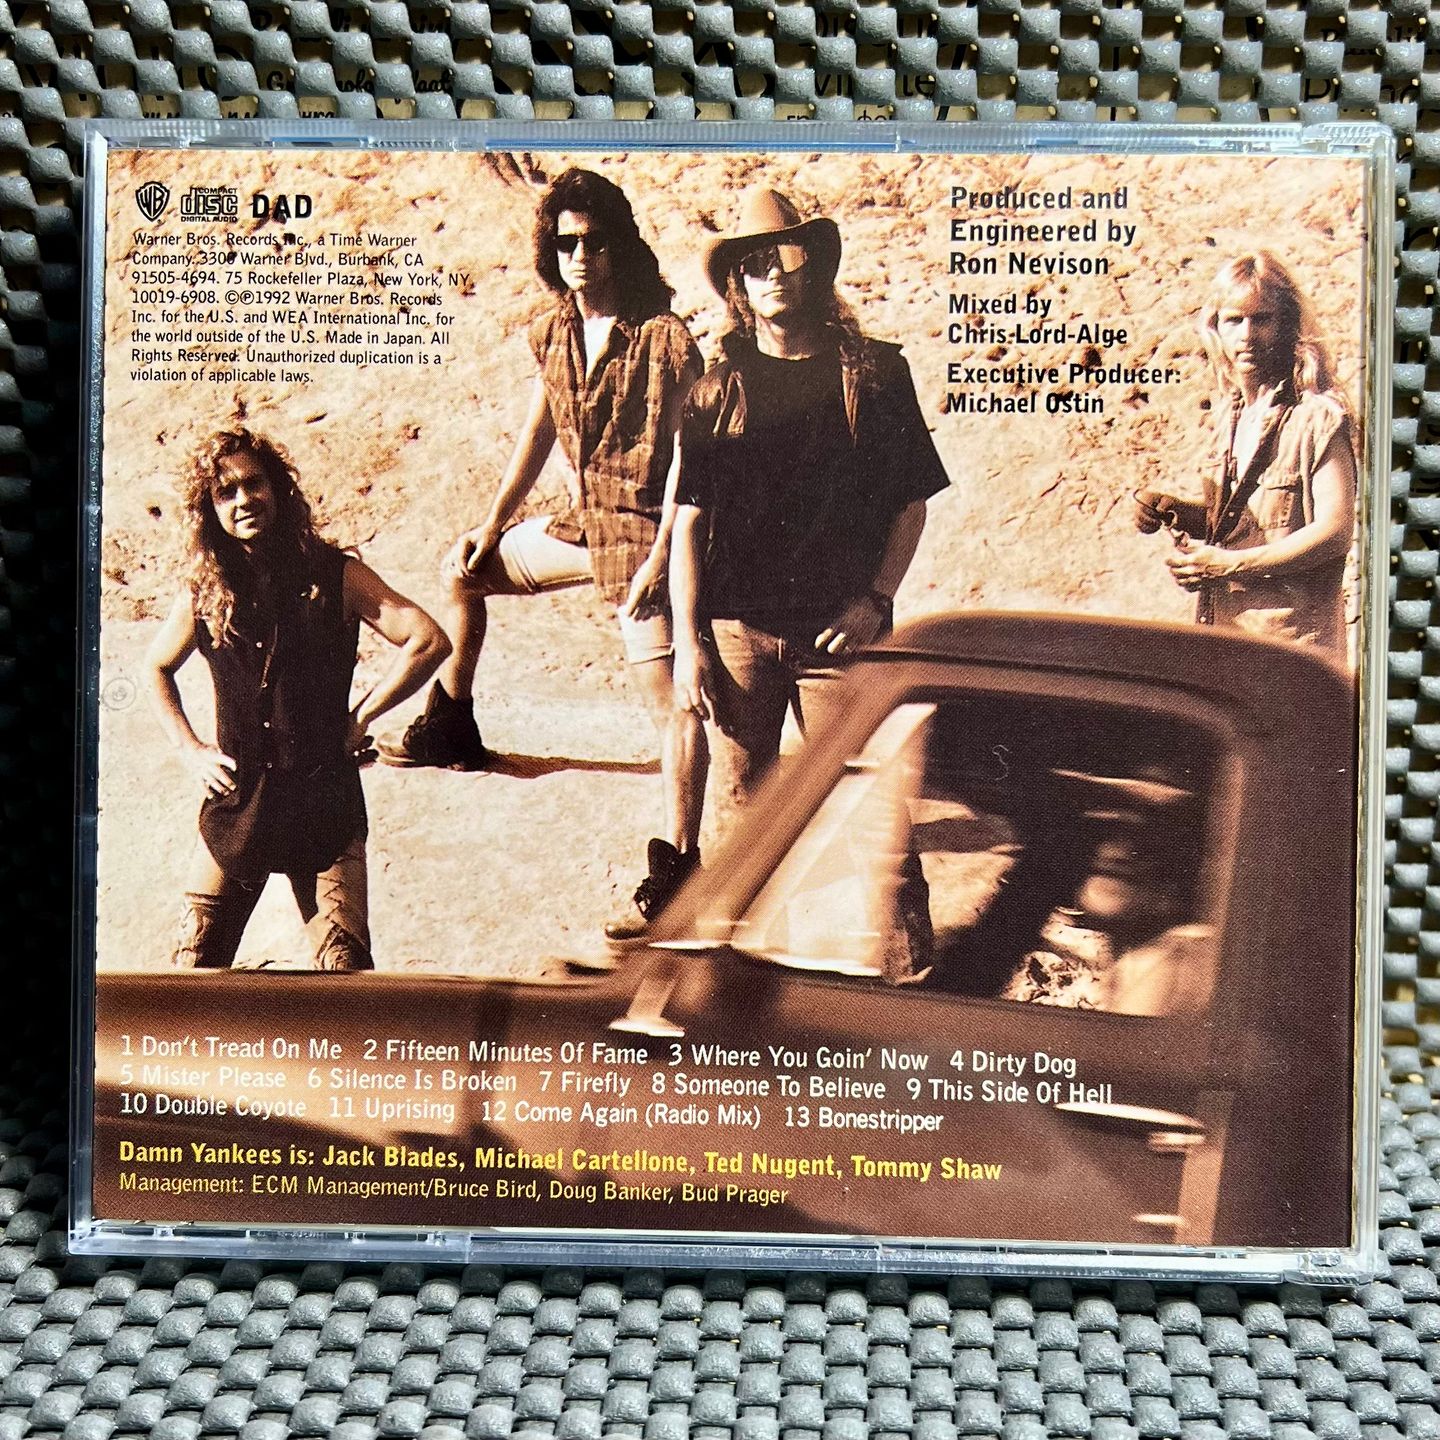 WB
COMPACT
disc
DIGITAL AUDIO
DAD
Warner Bros. Records Inc., a Time Warner
Company. 3300 Warner Blvd., Burbank, CA
91505-4694. 75 Rockefeller Plaza, New York, NY
10019-6908. ©℗1992 Warner Bros. Records
Inc. for the U.S. and WEA International Inc. for
the world outside of the U.S. Made in Japan. All
Rights Reserved. Unauthorized duplication is a
violation of applicable laws.
Produced and
Engineered by
Ron Nevison
Mixed by
Chris Lord-Alge
Executive Producer:
Michael Ostin
1 Don't Tread On Me 2 Fifteen Minutes Of Fame 3 Where You Goin' Now 4 Dirty Dog
5 Mister Please 6 Silence Is Broken 7 Firefly 8 Someone To Believe 9 This Side Of Hell
10 Double Coyote 11 Uprising 12 Come Again (Radio Mix) 13 Bonestripper
Damn Yankees is: Jack Blades, Michael Cartellone, Ted Nugent, Tommy Shaw
Management: ECM Management/Bruce Bird, Doug Banker, Bud Prager